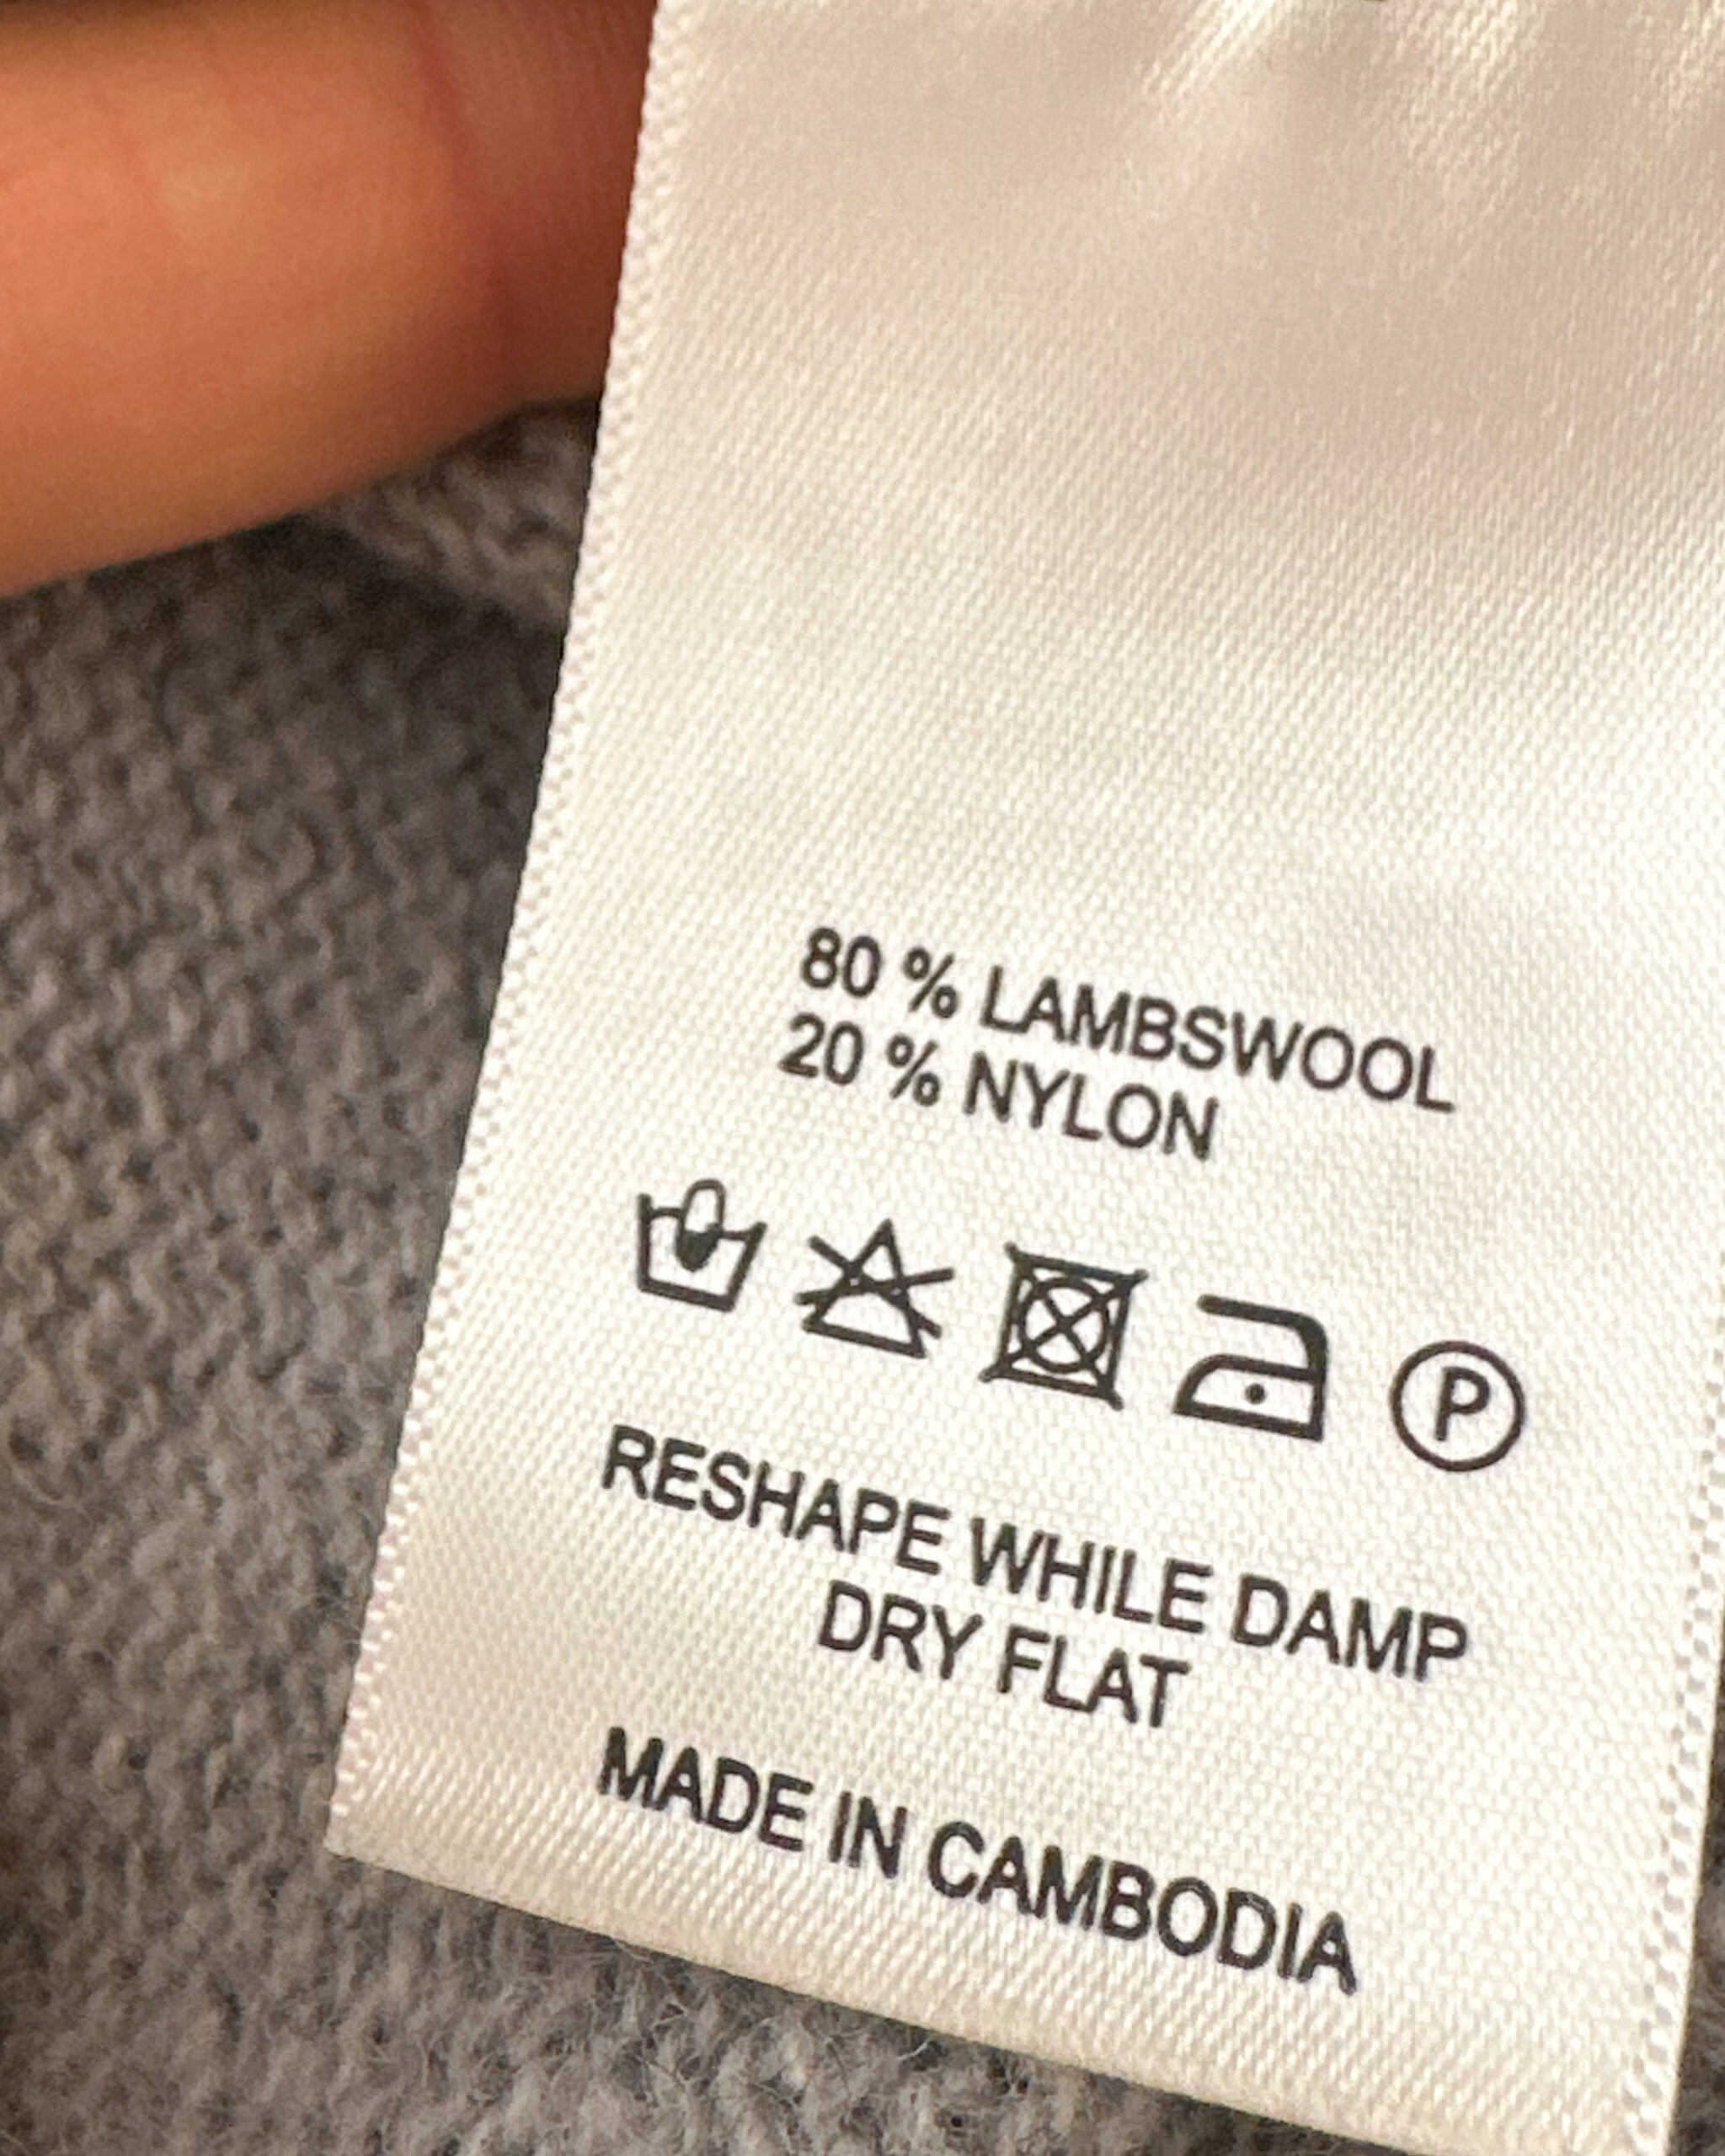 80 % LAMBSWOOL
20 % NYLON
P
RESHAPE WHILE DAMP
DRY FLAT
MADE IN CAMBODIA